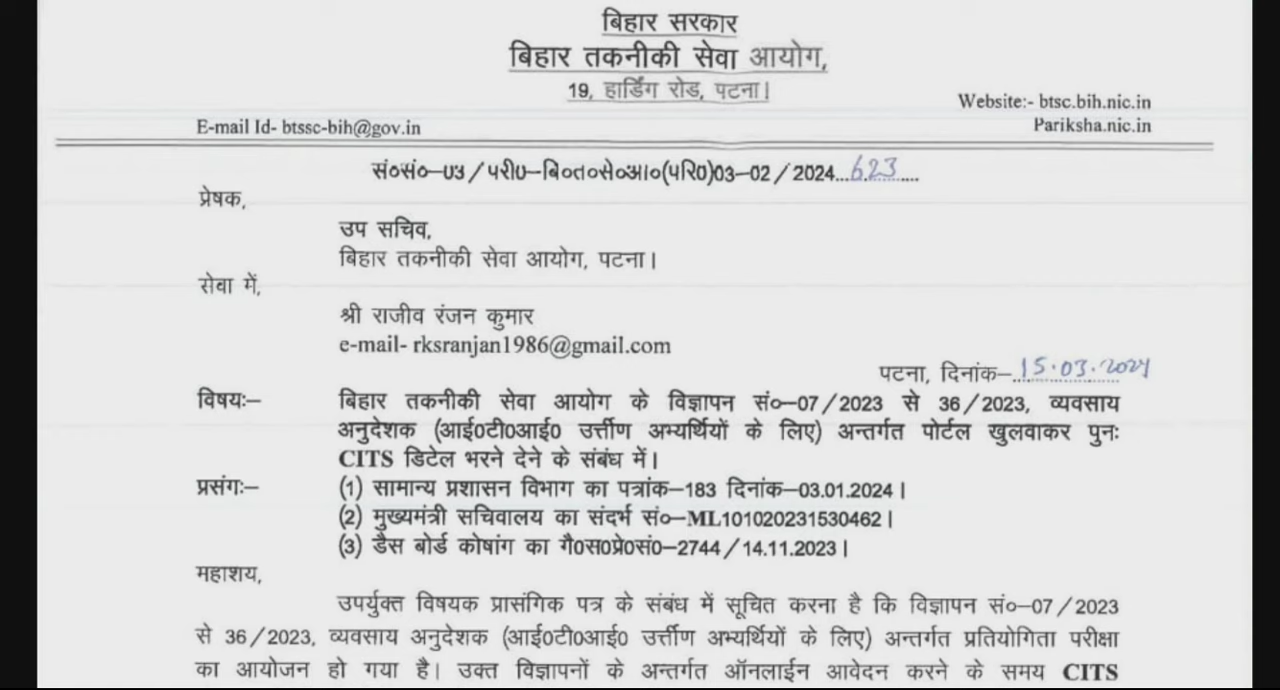 बिहार सरकार
बिहार तकनीकी सेवा आयोग,
19, हार्डिंग रोड, पटना।
Website:- btsc.bih.nic.in
E-mail Id- btssc-bih@gov.in
Pariksha.nic.in
सं०सं०–03 / परी0–बि०त०से०आ०(परि0)03–02 / 2024...623....
प्रेषक,
उप सचिव,
बिहार तकनीकी सेवा आयोग, पटना।
सेवा में,
श्री राजीव रंजन कुमार
e-mail- rksranjan1986@gmail.com
पटना, दिनांक–15.03.2024
विषयः– बिहार तकनीकी सेवा आयोग के विज्ञापन सं०–07/2023 से 36/2023, व्यवसाय
अनुदेशक (आई0टी0आई0 उर्त्तीण अभ्यर्थियों के लिए) अन्तर्गत पोर्टल खुलवाकर पुनः
CITS डिटेल भरने देने के संबंध में।
प्रसंगः– (1) सामान्य प्रशासन विभाग का पत्रांक–183 दिनांक–03.01.2024।
(2) मुख्यमंत्री सचिवालय का संदर्भ सं०–ML101020231530462।
(3) डैस बोर्ड कोषांग का गै0स0प्रे0सं0–2744/14.11.2023।
महाशय,
उपर्युक्त विषयक प्रासंगिक पत्र के संबंध में सूचित करना है कि विज्ञापन सं०–07/2023
से 36/2023, व्यवसाय अनुदेशक (आई0टी0आई0 उर्त्तीण अभ्यर्थियों के लिए) अन्तर्गत प्रतियोगिता परीक्षा
का आयोजन हो गया है। उक्त विज्ञापनों के अन्तर्गत ऑनलाईन आवेदन करने के समय CITS